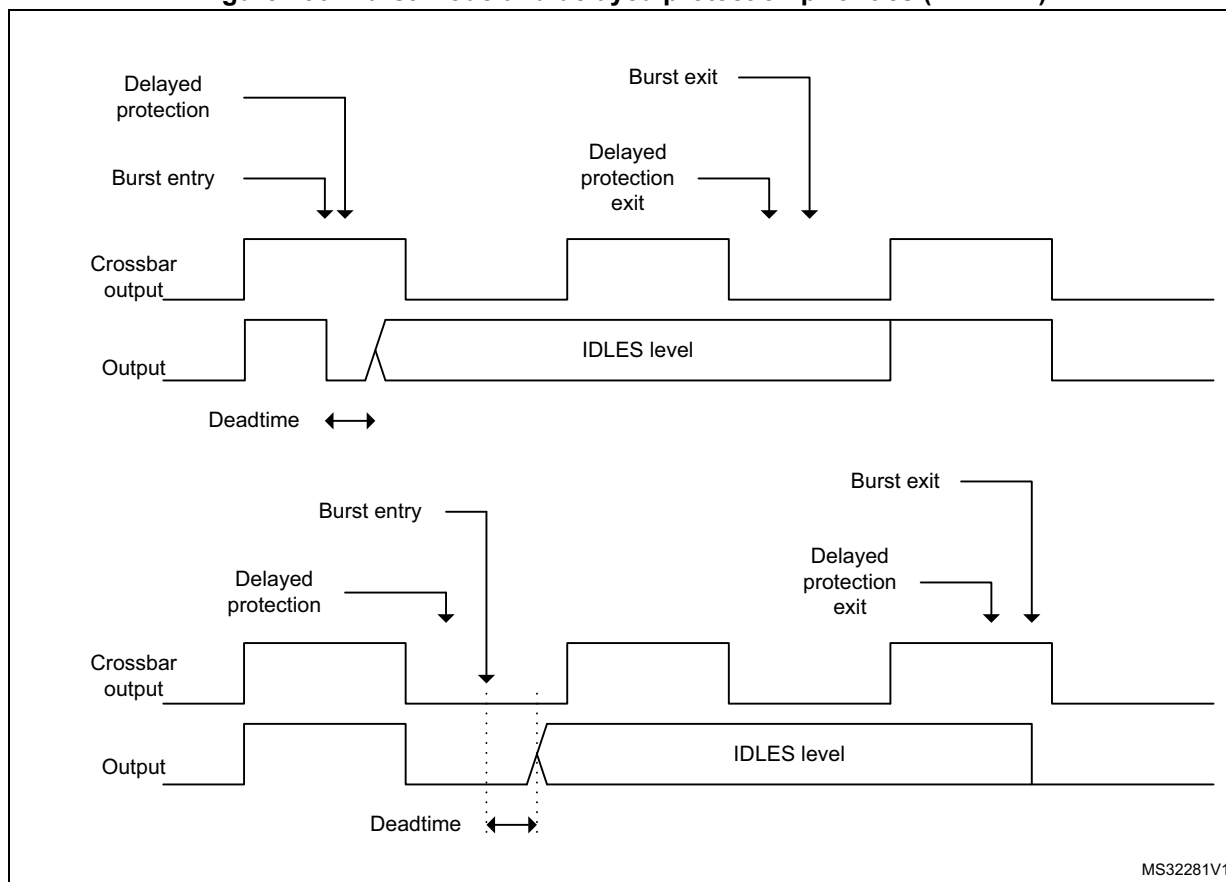 Delayed
protection
Burst exit
Burst entry
Delayed
protection
exit
Crossbar
output
Output
IDLES level
Deadtime
Burst exit
Burst entry
Delayed
protection
exit
Delayed
protection
Crossbar
output
Output
IDLES level
Deadtime
MS32281V1